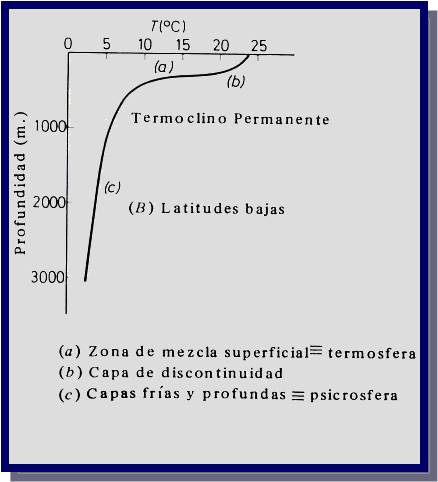 T(°C)
0 5 10 15 20 25
(a)
(b)
Termoclino Permanente
1000
Profundidad (m.)
(c)
2000
(B) Latitudes bajas
3000
(a) Zona de mezcla superficial≡ termosfera
(b) Capa de discontinuidad
(c) Capas frías y profundas ≡ psicrosfera